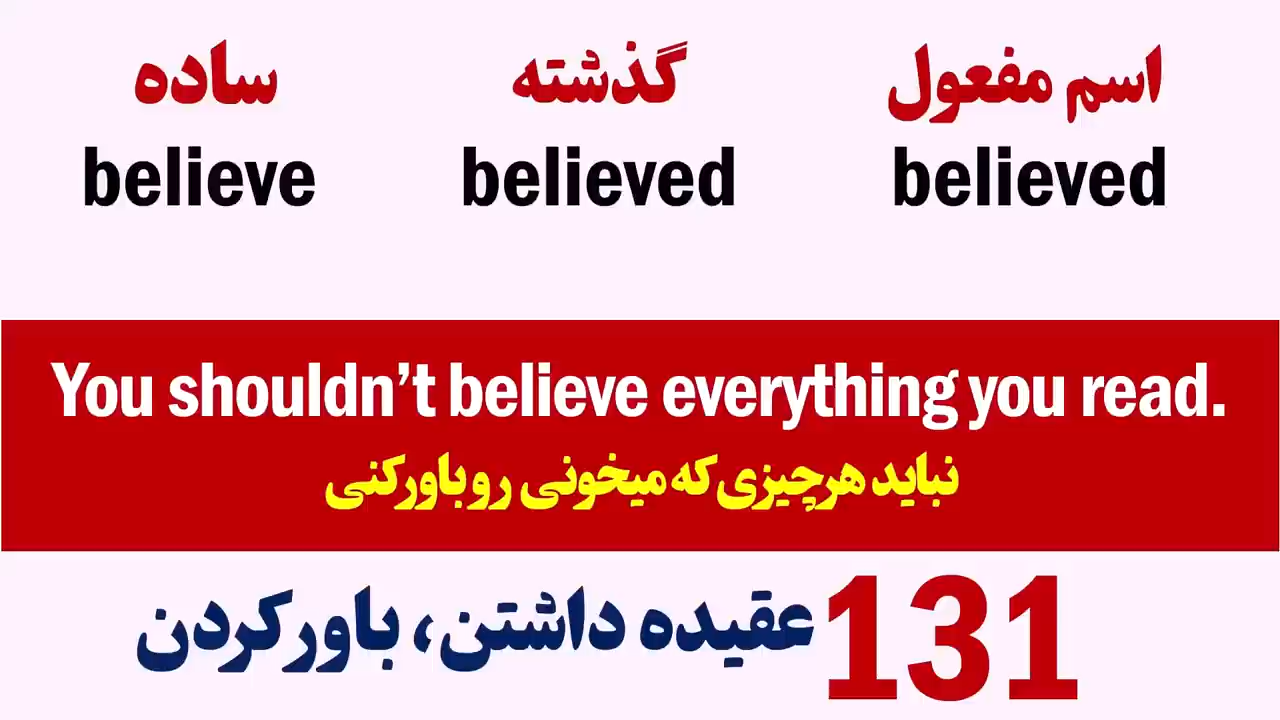 ساده گذشته اسم مفعول
believe believed believed
You shouldn’t believe everything you read.
نباید هرچیزی که میخونی رو باور کنی
131 عقیده داشتن، باور کردن